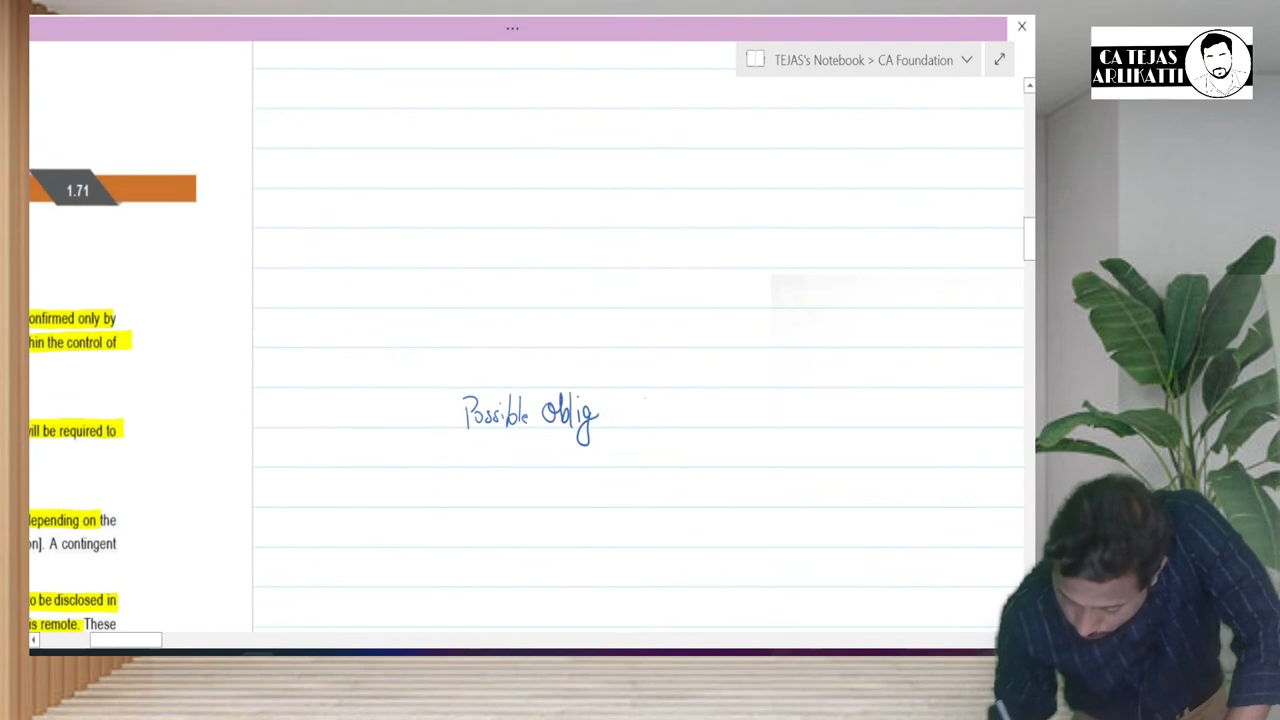 ...
TEJAS's Notebook > CA Foundation
CA TEJAS
ARLIKATTI
1.71
onfirmed only by
hin the control of
Possible Oblig
ill be required to
depending on the
on]. A contingent
o be disclosed in
is remote. These